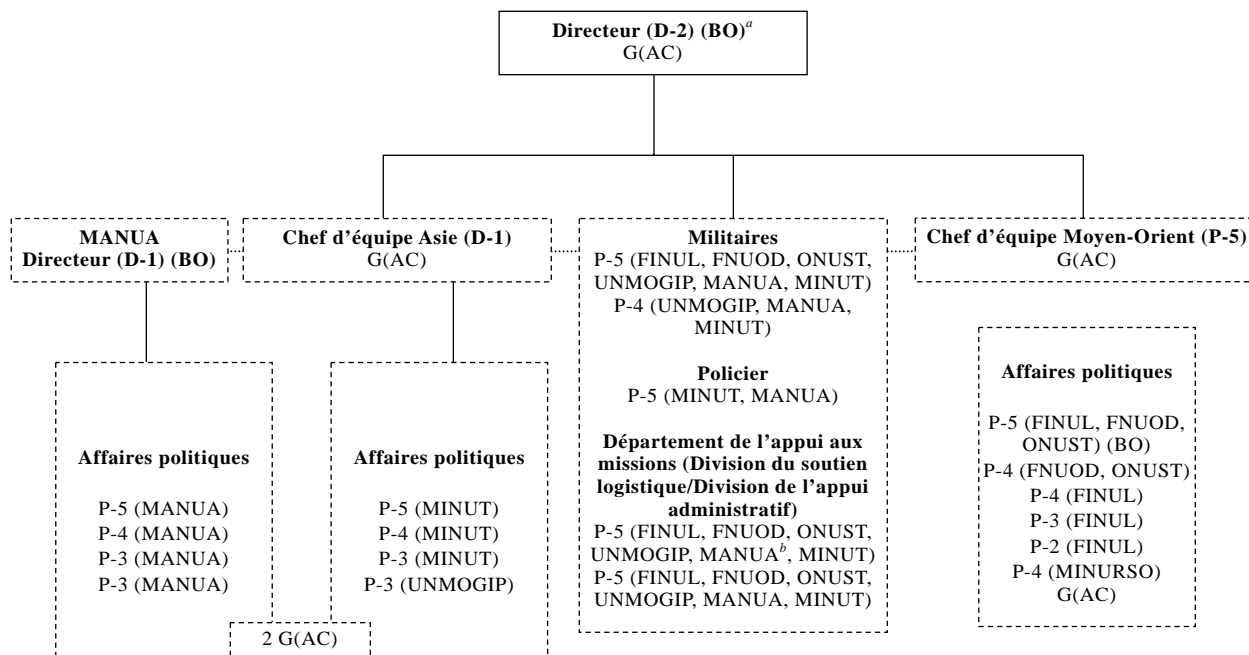 Directeur (D-2) (BO)a
G(AC)
MANUA
Directeur (D-1) (BO)
Chef d'équipe Asie (D-1)
G(AC)
Militaires
P-5 (FINUL, FNUOD, ONUST,
UNMOGIP, MANUA, MINUT)
P-4 (UNMOGIP, MANUA,
MINUT)
Policier
P-5 (MINUT, MANUA)
Département de l'appui aux
missions (Division du soutien
logistique/Division de l'appui
administratif)
P-5 (FINUL, FNUOD, ONUST,
UNMOGIP, MANUAb, MINUT)
P-5 (FINUL, FNUOD, ONUST,
UNMOGIP, MANUA, MINUT)
Chef d'équipe Moyen-Orient (P-5)
G(AC)
Affaires politiques
P-5 (MANUA)
P-4 (MANUA)
P-3 (MANUA)
P-3 (MANUA)
Affaires politiques
P-5 (MINUT)
P-4 (MINUT)
P-3 (MINUT)
P-3 (UNMOGIP)
2 G(AC)
Affaires politiques
P-5 (FINUL, FNUOD,
ONUST) (BO)
P-4 (FNUOD, ONUST)
P-4 (FINUL)
P-3 (FINUL)
P-2 (FINUL)
P-4 (MINURSO)
G(AC)